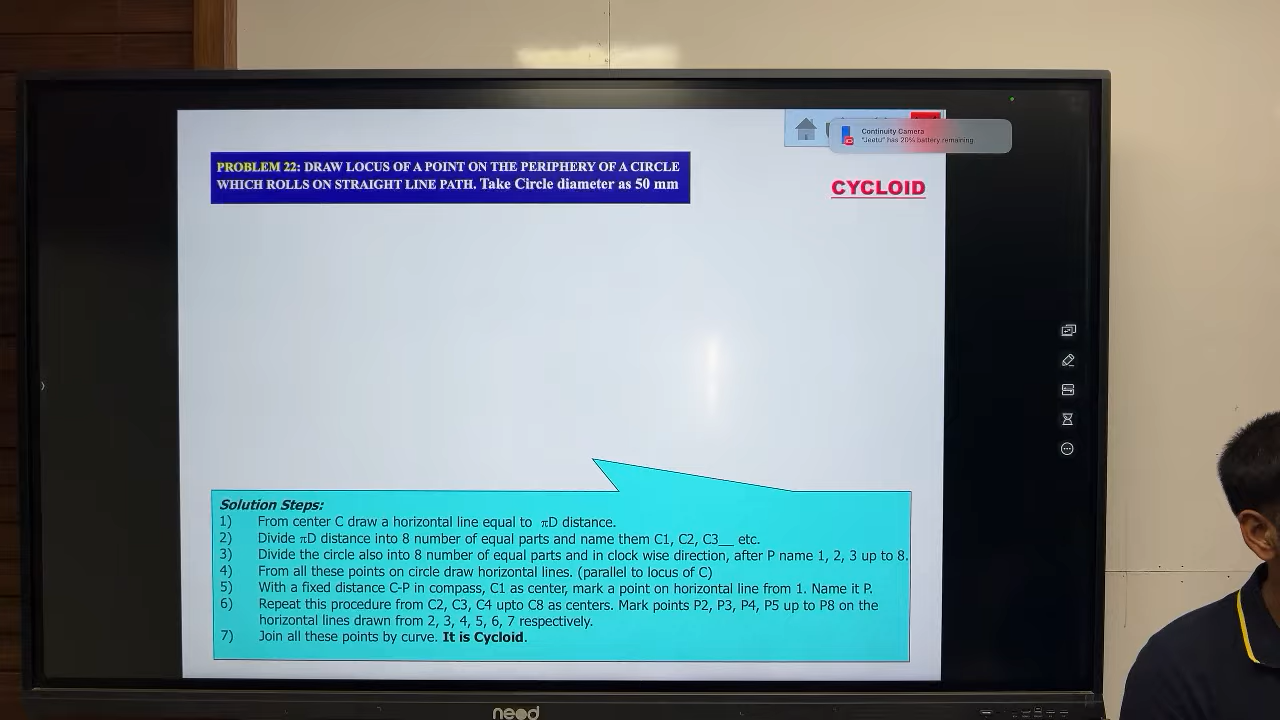 Continuity Camera
"Jeetu" has 20% battery remaining
PROBLEM 22: DRAW LOCUS OF A POINT ON THE PERIPHERY OF A CIRCLE
WHICH ROLLS ON STRAIGHT LINE PATH. Take Circle diameter as 50 mm
CYCLOID
Solution Steps:
1) From center C draw a horizontal line equal to πD distance.
2) Divide πD distance into 8 number of equal parts and name them C1, C2, C3__ etc.
3) Divide the circle also into 8 number of equal parts and in clock wise direction, after P name 1, 2, 3 up to 8.
4) From all these points on circle draw horizontal lines. (parallel to locus of C)
5) With a fixed distance C-P in compass, C1 as center, mark a point on horizontal line from 1. Name it P.
6) Repeat this procedure from C2, C3, C4 upto C8 as centers. Mark points P2, P3, P4, P5 up to P8 on the
horizontal lines drawn from 2, 3, 4, 5, 6, 7 respectively.
7) Join all these points by curve. It is Cycloid.
neod